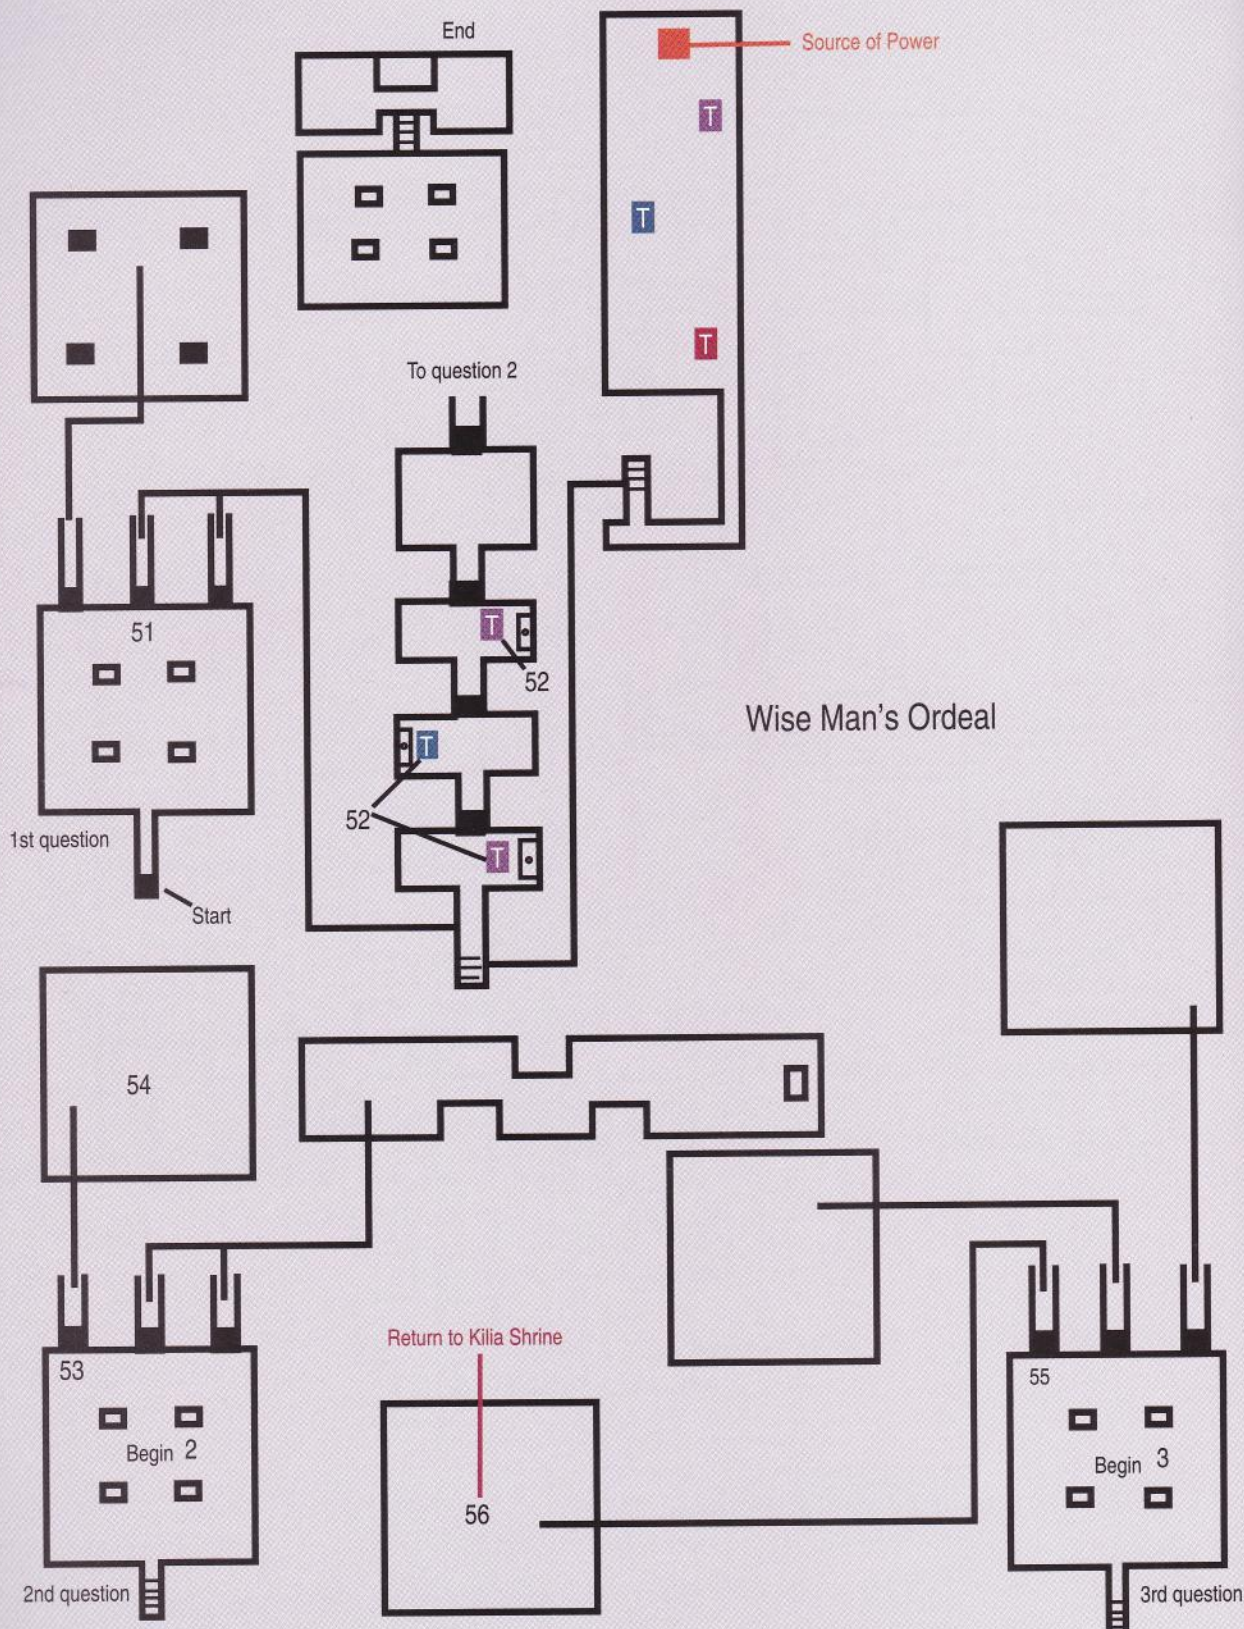 End
Source of Power
T
T
T
To question 2
51
T
52
Wise Man's Ordeal
T
52
T
1st question
Start
54
Return to Kilia Shrine
53
55
Begin 2
Begin 3
56
2nd question
3rd question